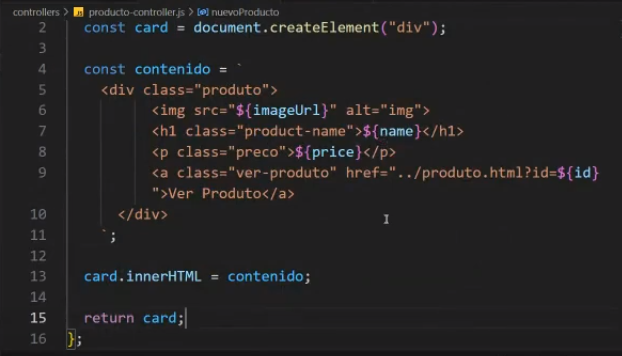 controllers > JS producto-controller.js > nuevoProducto
2 const card = document.createElement("div");
3
4 const contenido = `
5 <div class="produto">
6 <img src="${imageUrl}" alt="img">
7 <h1 class="product-name">${name}</h1>
8 <p class="preco">${price}</p>
9 <a class="ver-produto" href="../produto.html?id=${id}
">Ver Produto</a>
10 </div>
11 `;
12
13 card.innerHTML = contenido;
14
15 return card;
16 };